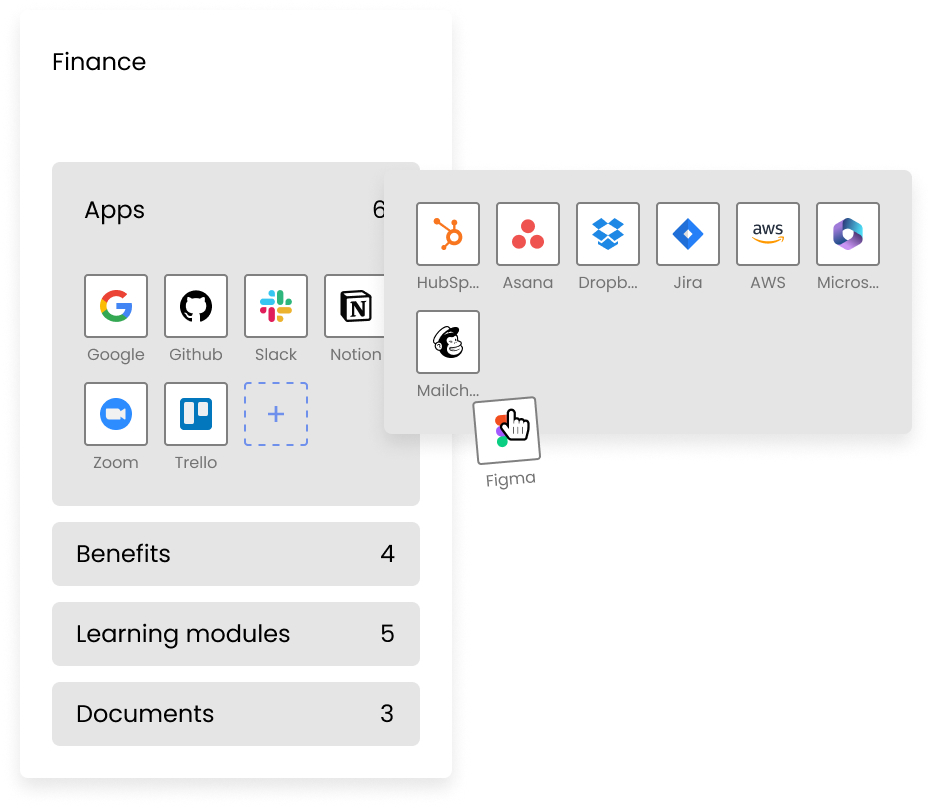 Finance
Apps 6
Google Github Slack Notion
Zoom Trello
Benefits 4
Learning modules 5
Documents 3
aws
HubSp... Asana Dropb... Jira AWS Micros...
Mailch...
Figma